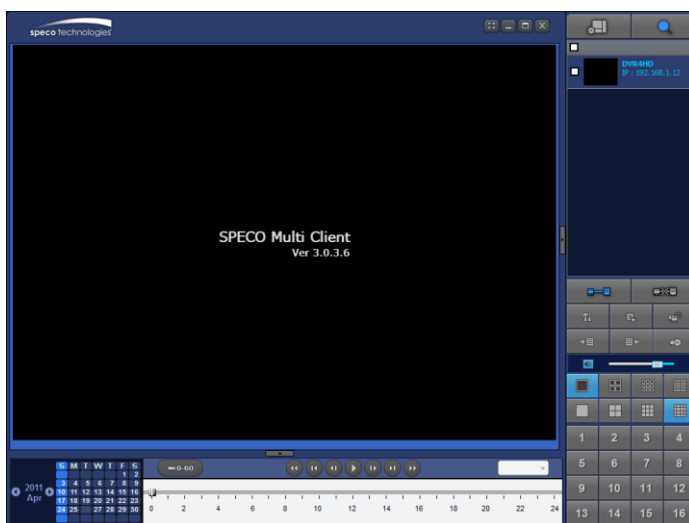 speco technologies
DVR4HD
IP : 192.168.1.12
SPECO Multi Client
Ver 3.0.3.6
1 2 3 4
5 6 7 8
9 10 11 12
13 14 15 16
2011
Apr
S M T W T F S
1 2
3 4 5 6 7 8 9
10 11 12 13 14 15 16
17 18 19 20 21 22 23
24 25 27 28 29 30
0 2 4 6 8 10 12 14 16 18 20 22 24